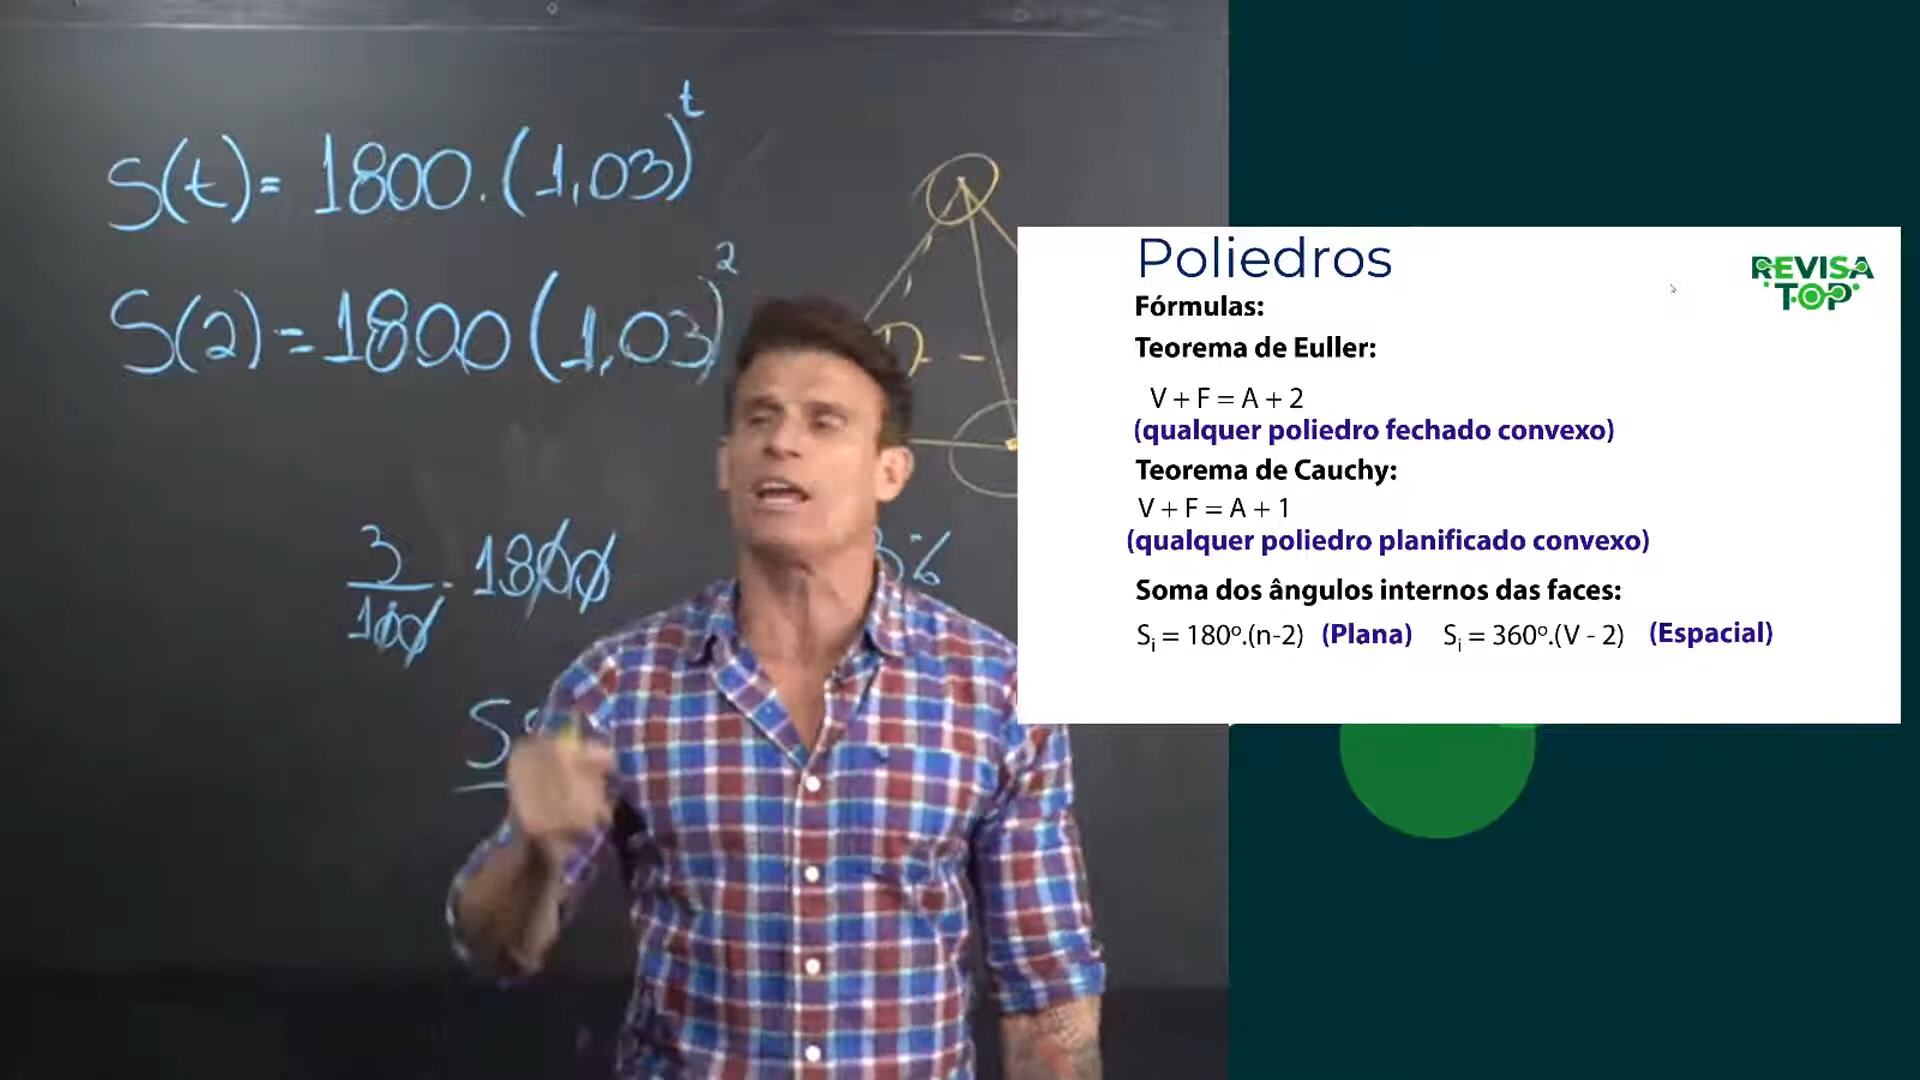 S(t) = 1800.(1,03)^t
S(2) = 1800(1,03)^2
3/100 . 1800
Poliedros
REVISA
TOP
Fórmulas:
Teorema de Euller:
V + F = A + 2
(qualquer poliedro fechado convexo)
Teorema de Cauchy:
V + F = A + 1
(qualquer poliedro planificado convexo)
Soma dos ângulos internos das faces:
Si = 180º.(n-2) (Plana) Si = 360º.(V - 2) (Espacial)